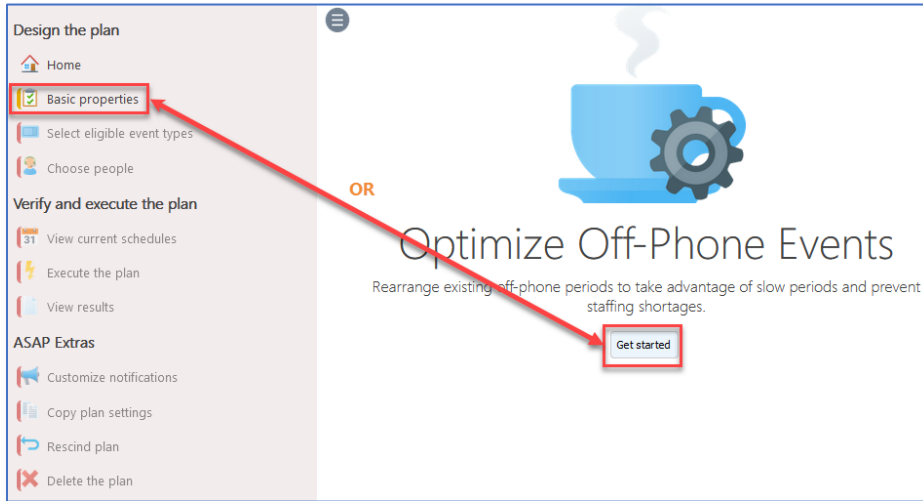 Design the plan
Home
Basic properties
Select eligible event types
Choose people
Verify and execute the plan
31
View current schedules
Execute the plan
View results
ASAP Extras
Customize notifications
Copy plan settings
Rescind plan
Delete the plan
OR
Optimize Off-Phone Events
Rearrange existing off-phone periods to take advantage of slow periods and prevent
staffing shortages.
Get started